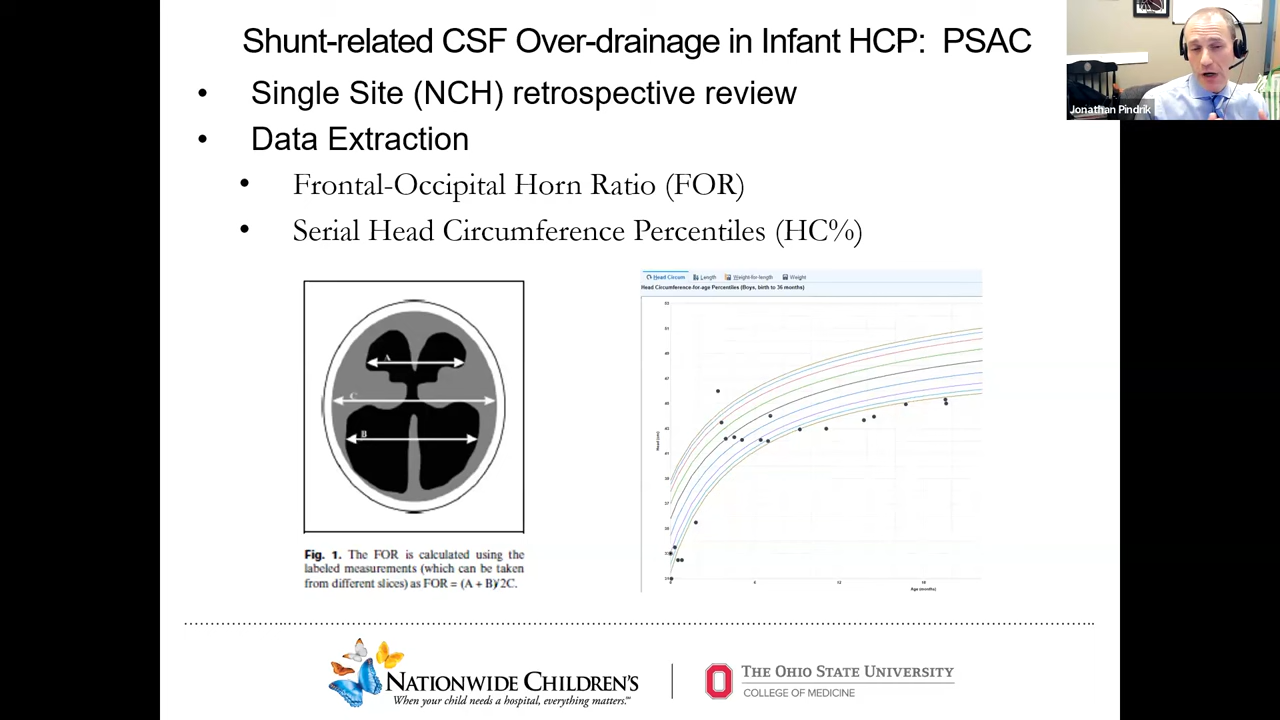 Shunt-related CSF Over-drainage in Infant HCP: PSAC
Jonathan Pindrik
• Single Site (NCH) retrospective review
• Data Extraction
• Frontal-Occipital Horn Ratio (FOR)
• Serial Head Circumference Percentiles (HC%)
Head Circum Length Weight-for-length Weight
Head Circumference-for-age Percentiles (Boys, birth to 36 months)
A
C
B
Age (months)
Fig. 1. The FOR is calculated using the
labeled measurements (which can be taken
from different slices) as FOR = (A + B)/2C.
NATIONWIDE CHILDREN'S
When your child needs a hospital, everything matters.™
THE OHIO STATE UNIVERSITY
COLLEGE OF MEDICINE